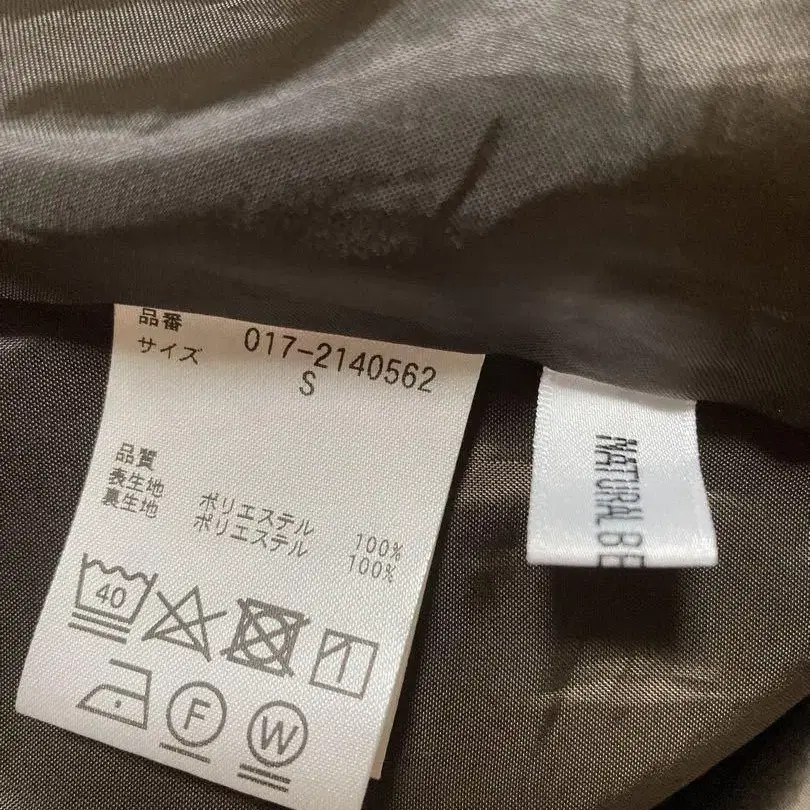 品番 017-2140562
サイズ S
品質
表生地 ポリエステル 100%
裏生地 ポリエステル 100%
40
F
W
NATURAL BE